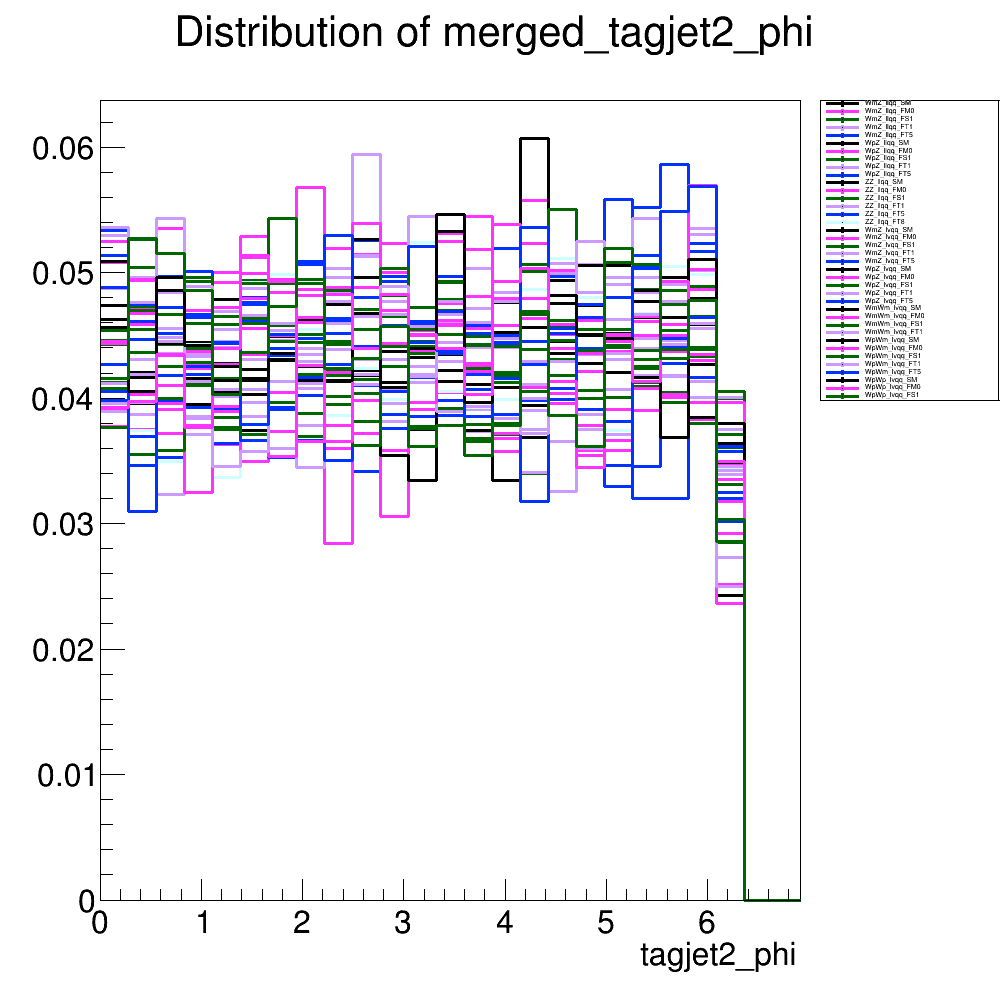 Distribution of merged_tagjet2_phi
WmZ_llqq_SM
WmZ_llqq_FM0
WmZ_llqq_FS1
WmZ_llqq_FT1
WmZ_llqq_FT5
WpZ_llqq_SM
WpZ_llqq_FM0
WpZ_llqq_FS1
WpZ_llqq_FT1
WpZ_llqq_FT5
ZZ_llqq_SM
ZZ_llqq_FM0
ZZ_llqq_FS1
ZZ_llqq_FT1
ZZ_llqq_FT5
ZZ_llqq_FT8
WmZ_lvqq_SM
WmZ_lvqq_FM0
WmZ_lvqq_FS1
WmZ_lvqq_FT1
WmZ_lvqq_FT5
WpZ_lvqq_SM
WpZ_lvqq_FM0
WpZ_lvqq_FS1
WpZ_lvqq_FT1
WpZ_lvqq_FT5
WmWm_lvqq_SM
WmWm_lvqq_FM0
WmWm_lvqq_FS1
WmWm_lvqq_FT1
WpWm_lvqq_SM
WpWm_lvqq_FM0
WpWm_lvqq_FS1
WpWm_lvqq_FT1
WpWm_lvqq_FT5
WpWp_lvqq_SM
WpWp_lvqq_FM0
WpWp_lvqq_FS1
0.06
0.05
0.04
0.03
0.02
0.01
0
0 1 2 3 4 5 6
tagjet2_phi